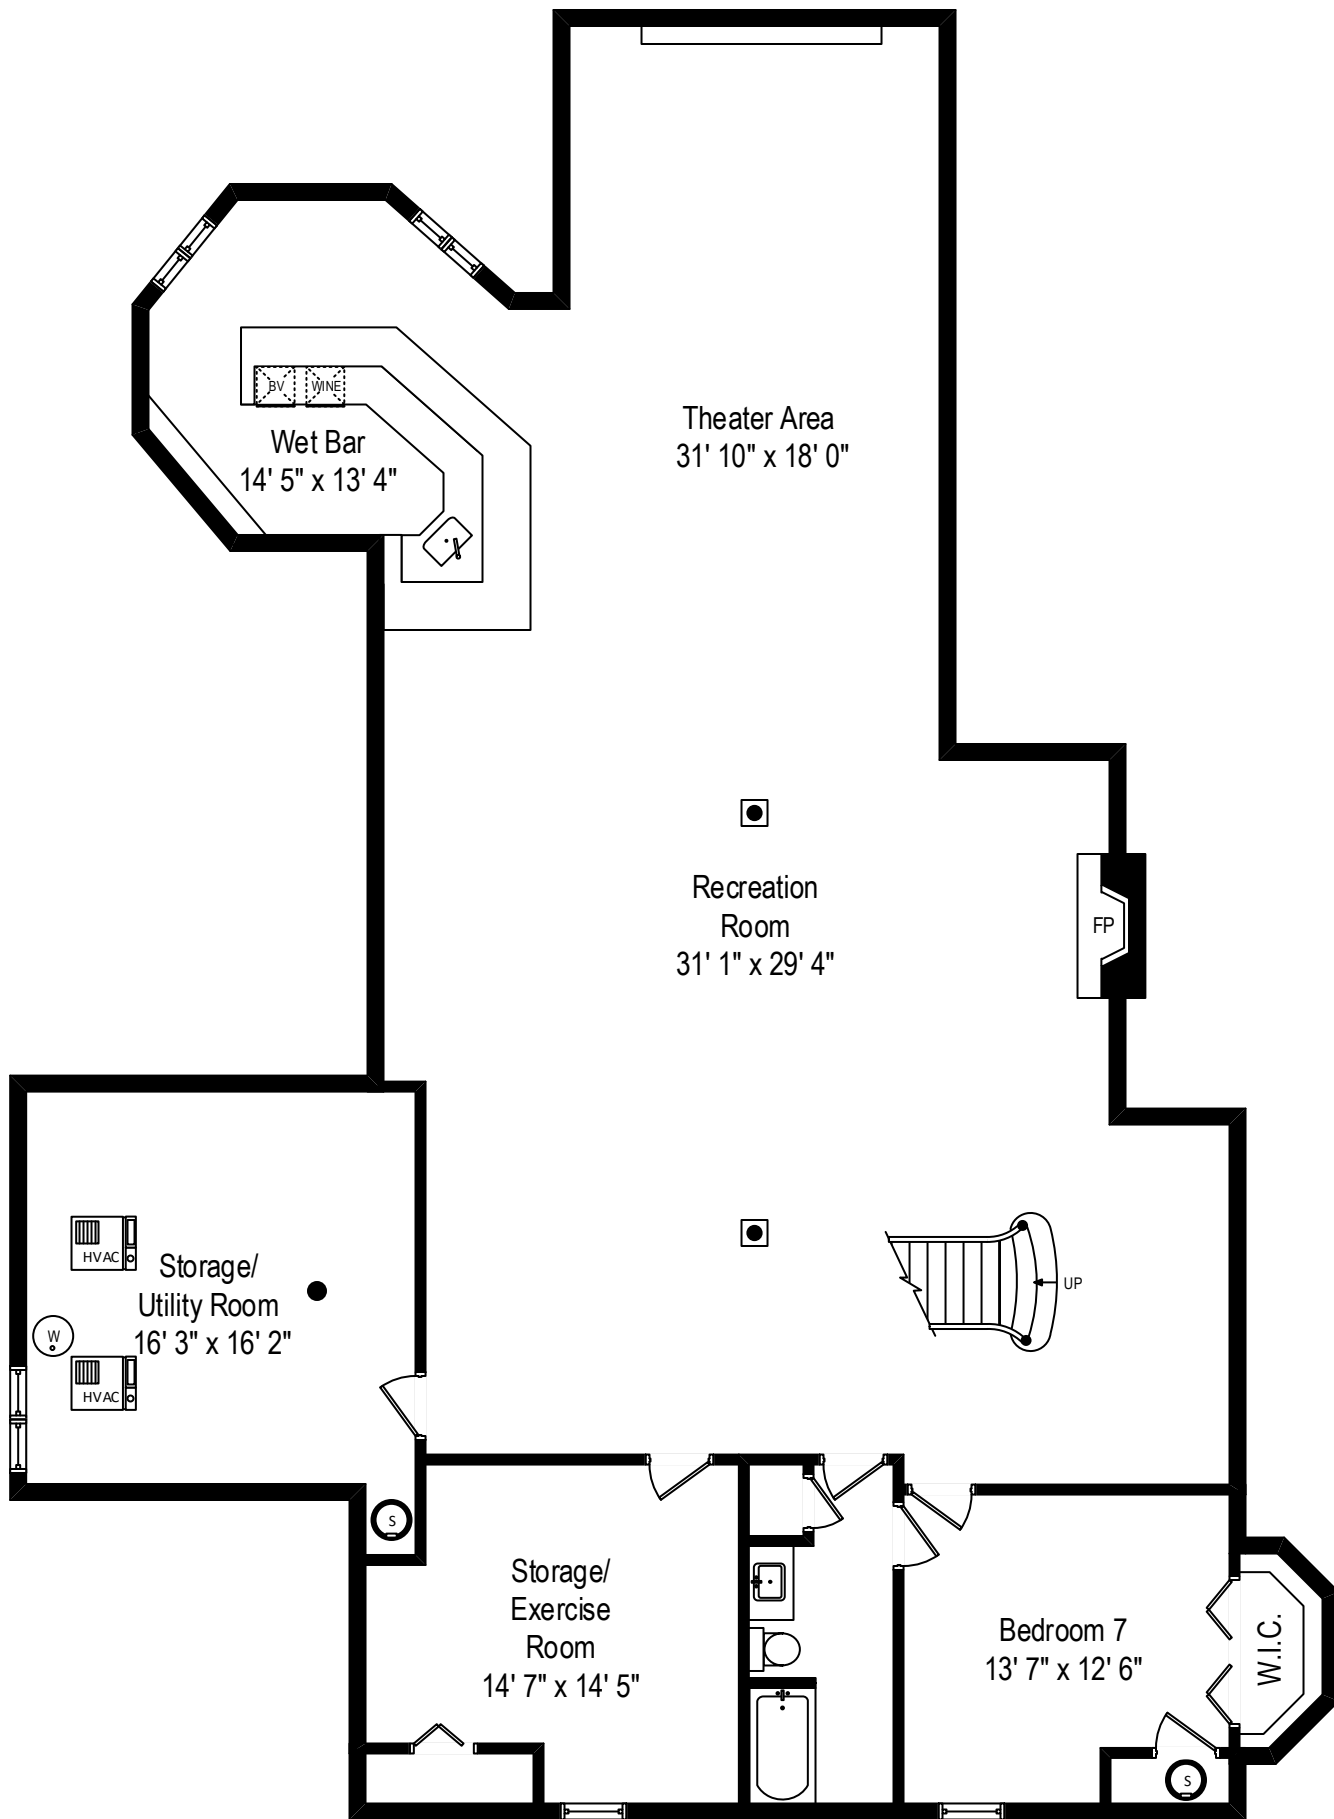 BV
WINE
Wet Bar
14' 5" x 13' 4"
Theater Area
31' 10" x 18' 0"
Recreation
Room
31' 1" x 29' 4"
FP
HVAC
Storage/
Utility Room
16' 3" x 16' 2"
W
HVAC
UP
S
Storage/
Exercise
Room
14' 7" x 14' 5"
Bedroom 7
13' 7" x 12' 6"
W.I.C.
S